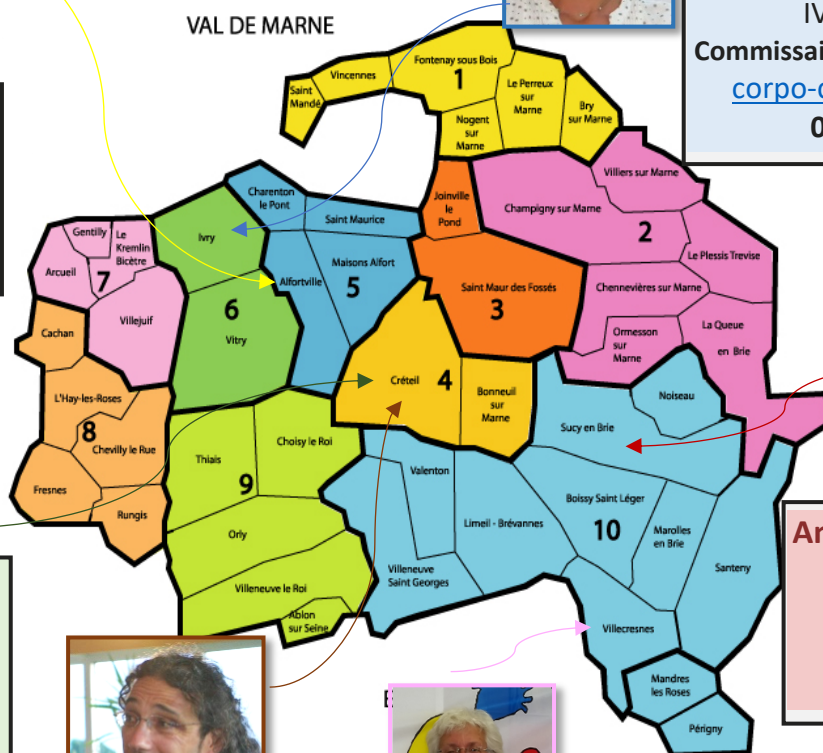 VAL DE MARNE
IV
Commissai
corpo-c
0
Saint
Mandé
Vincennes
Fontenay sous Bois
1
Le Perreux
sur
Marne
Nogent
sur
Marne
Bry
sur Marne
Villiers sur Marne
Champigny sur Marne
2
Le Plessis Trevise
Chennevières sur Marne
Ormesson
sur
Marne
La Queue
en Brie
Joinville
le
Pond
Saint Maur des Fossés
3
Charenton
le Pont
Saint Maurice
Maisons Alfort
Alfortville
5
Ivry
6
Vitry
Gentilly
Le
Kremlin
Bicètre
Arcueil
7
Villejuif
Cachan
L'Hay-les-Roses
8
Chevilly le Rue
Fresnes
Rungis
Créteil
4
Bonneuil
sur
Marne
Thiais
Choisy le Roi
9
Orly
Villeneuve le Roi
Ablon
sur Seine
Noiseau
Sucy en Brie
Valenton
Limeil - Brévannes
Boissy Saint Léger
10
Marolles
en Brie
Santeny
Villeneuve
Saint Georges
Villecresnes
Mandres
les Roses
Périgny
Ar